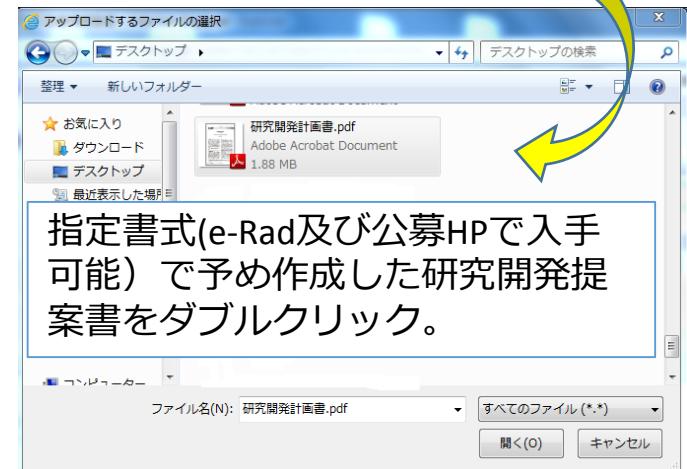 アップロードするファイルの選択
デスクトップ
デスクトップの検索
整理 新しいフォルダー
お気に入り
ダウンロード
デスクトップ
最近表示した場所
Adobe Acrobat Document
研究開発計画書.pdf
Adobe Acrobat Document
1.88 MB
指定書式(e-Rad及び公募HPで入手
可能）で予め作成した研究開発提
案書をダブルクリック。
コンピューター
ファイル名(N): 研究開発計画書.pdf
すべてのファイル (*.*)
開く(O) キャンセル